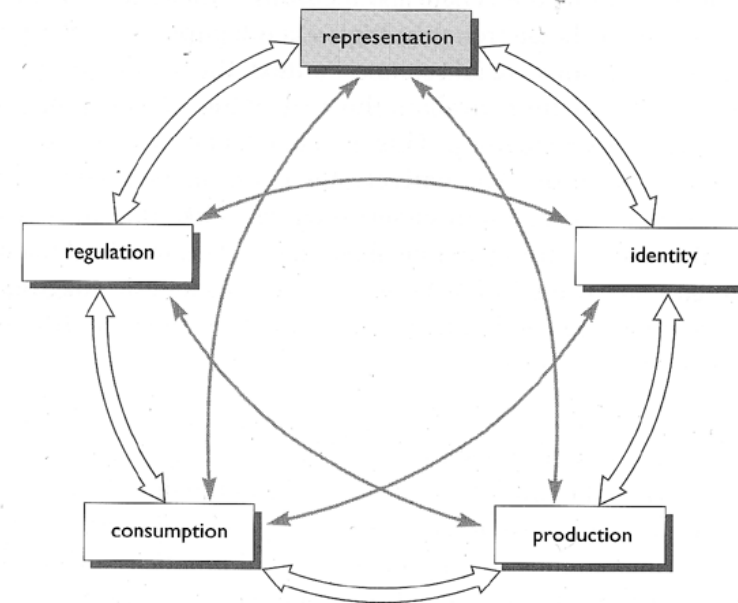 representation
regulation
identity
consumption
production